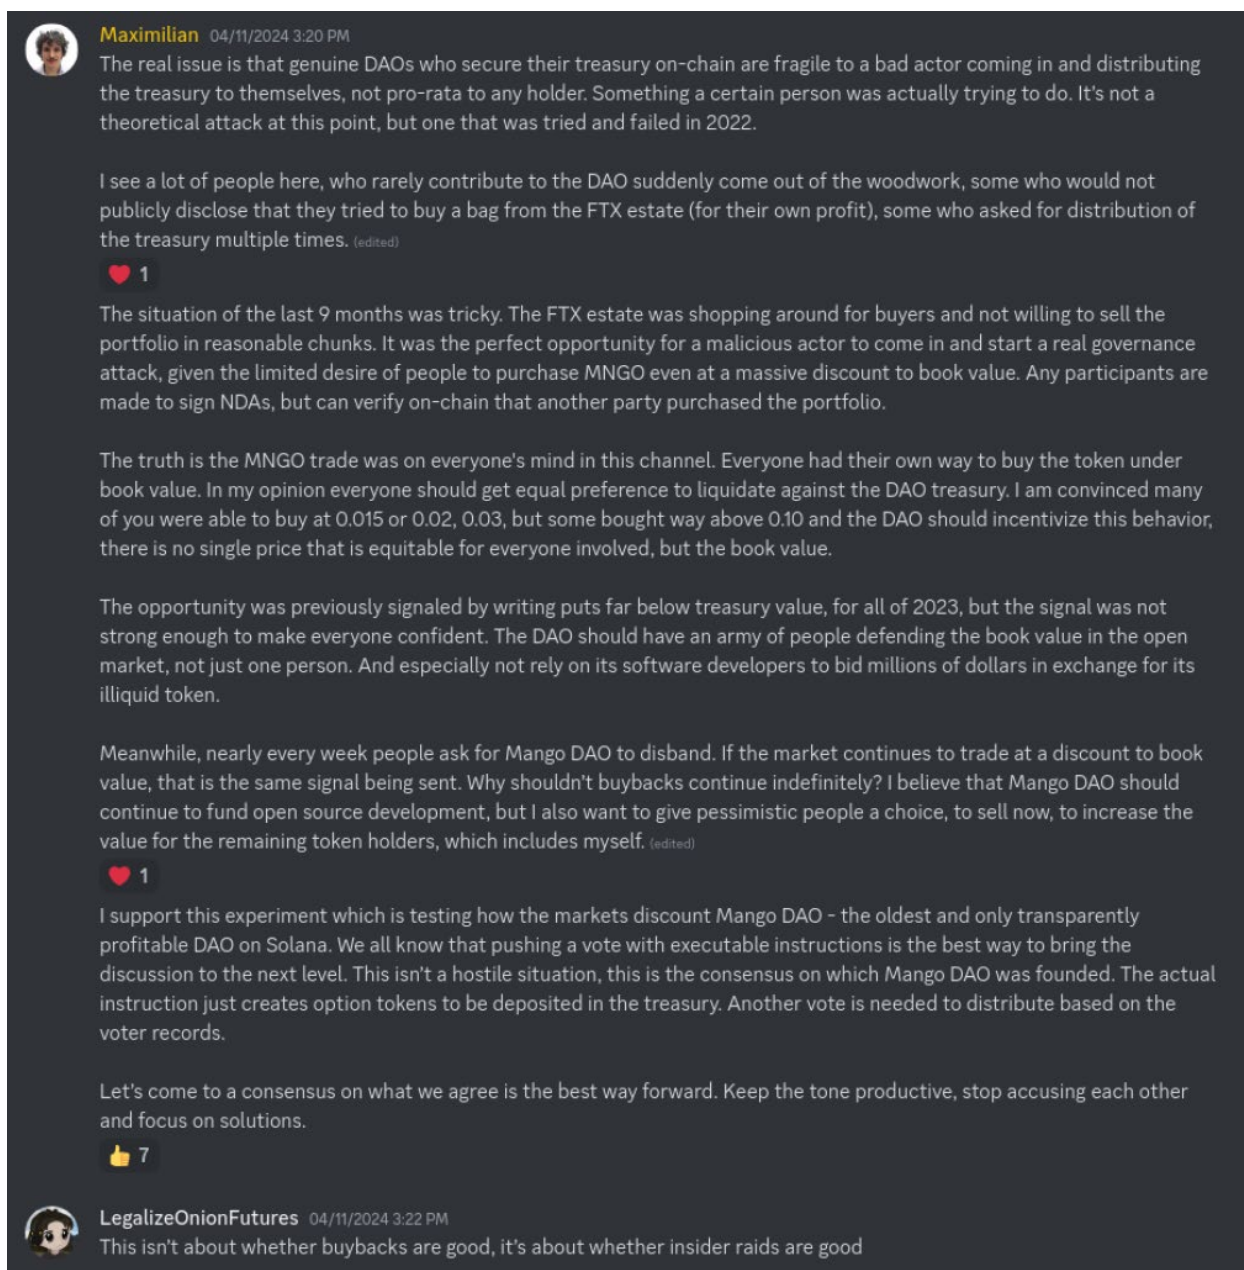 Maximilian 04/11/2024 3:20 PM
The real issue is that genuine DAOs who secure their treasury on-chain are fragile to a bad actor coming in and distributing
the treasury to themselves, not pro-rata to any holder. Something a certain person was actually trying to do. It's not a
theoretical attack at this point, but one that was tried and failed in 2022.
I see a lot of people here, who rarely contribute to the DAO suddenly come out of the woodwork, some who would not
publicly disclose that they tried to buy a bag from the FTX estate (for their own profit), some who asked for distribution of
the treasury multiple times. (edited)
1
The situation of the last 9 months was tricky. The FTX estate was shopping around for buyers and not willing to sell the
portfolio in reasonable chunks. It was the perfect opportunity for a malicious actor to come in and start a real governance
attack, given the limited desire of people to purchase MNGO even at a massive discount to book value. Any participants are
made to sign NDAs, but can verify on-chain that another party purchased the portfolio.
The truth is the MNGO trade was on everyone's mind in this channel. Everyone had their own way to buy the token under
book value. In my opinion everyone should get equal preference to liquidate against the DAO treasury. I am convinced many
of you were able to buy at 0.015 or 0.02, 0.03, but some bought way above 0.10 and the DAO should incentivize this behavior,
there is no single price that is equitable for everyone involved, but the book value.
The opportunity was previously signaled by writing puts far below treasury value, for all of 2023, but the signal was not
strong enough to make everyone confident. The DAO should have an army of people defending the book value in the open
market, not just one person. And especially not rely on its software developers to bid millions of dollars in exchange for its
illiquid token.
Meanwhile, nearly every week people ask for Mango DAO to disband. If the market continues to trade at a discount to book
value, that is the same signal being sent. Why shouldn't buybacks continue indefinitely? I believe that Mango DAO should
continue to fund open source development, but I also want to give pessimistic people a choice, to sell now, to increase the
value for the remaining token holders, which includes myself. (edited)
1
I support this experiment which is testing how the markets discount Mango DAO - the oldest and only transparently
profitable DAO on Solana. We all know that pushing a vote with executable instructions is the best way to bring the
discussion to the next level. This isn't a hostile situation, this is the consensus on which Mango DAO was founded. The actual
instruction just creates option tokens to be deposited in the treasury. Another vote is needed to distribute based on the
voter records.
Let's come to a consensus on what we agree is the best way forward. Keep the tone productive, stop accusing each other
and focus on solutions.
7
LegalizeOnionFutures 04/11/2024 3:22 PM
This isn't about whether buybacks are good, it's about whether insider raids are good